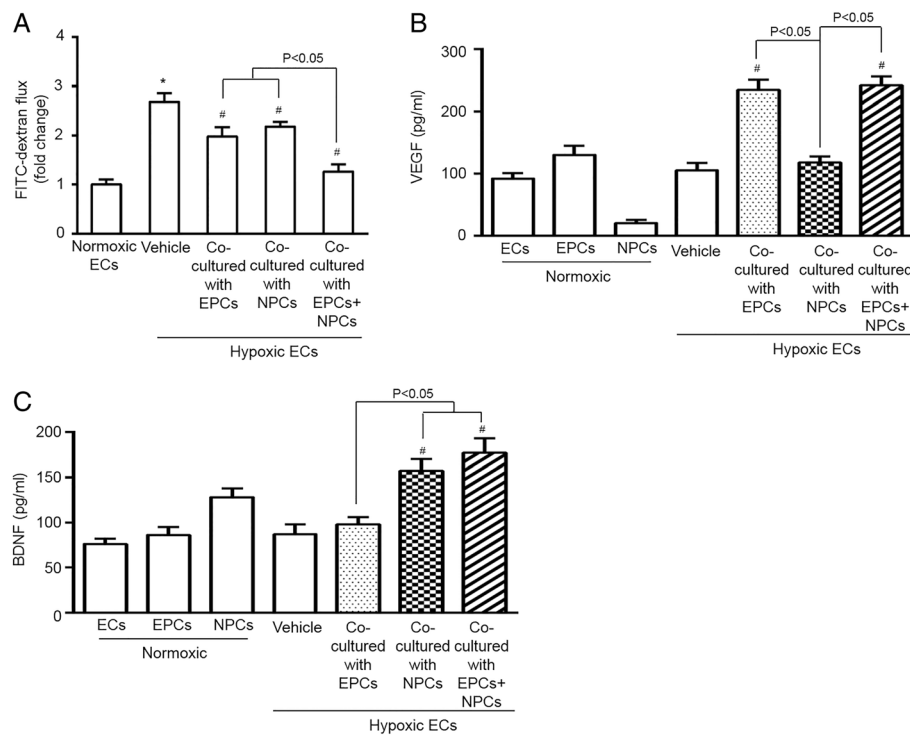 A
FITC-dextran flux
(fold change)
4
3
2
1
0
*
#
#
#
P<0.05
Normoxic
ECs
Vehicle
Co-
cultured
with
EPCs
Co-
cultured
with
NPCs
Co-
cultured
with
EPCs+
NPCs
Hypoxic ECs
B
VEGF (pg/ml)
300
200
100
0
P<0.05
P<0.05
#
#
ECs
EPCs
NPCs
Normoxic
Vehicle
Co-
cultured
with
EPCs
Co-
cultured
with
NPCs
Co-
cultured
with
EPCs+
NPCs
Hypoxic ECs
C
BDNF (pg/ml)
200
150
100
50
0
P<0.05
#
#
ECs
EPCs
NPCs
Normoxic
Vehicle
Co-
cultured
with
EPCs
Co-
cultured
with
NPCs
Co-
cultured
with
EPCs+
NPCs
Hypoxic ECs